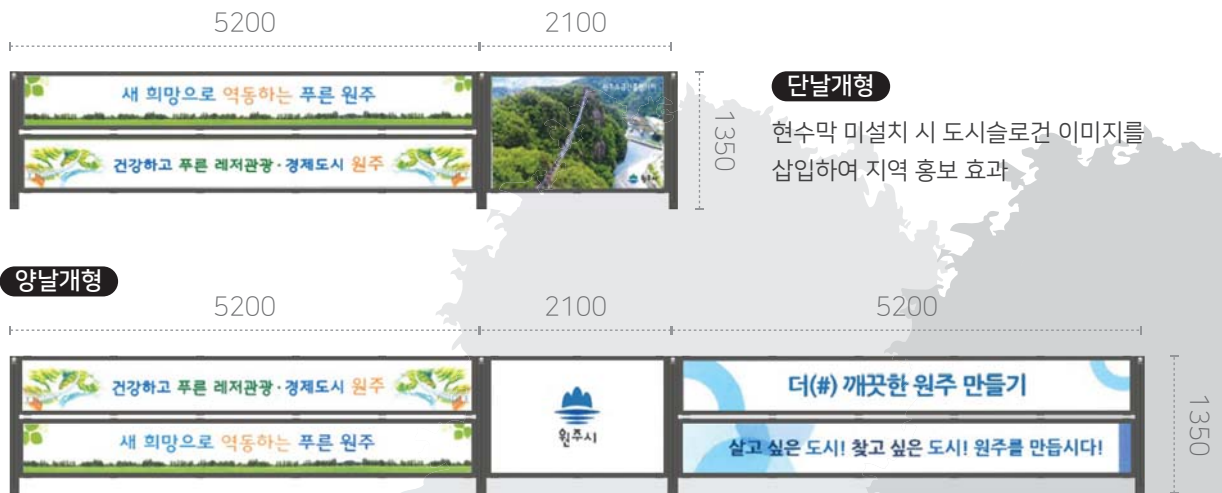 5200
2100
새 희망으로 역동하는 푸른 원주
건강하고 푸른 레저관광·경제도시 원주
원주시
1350
단날개형
현수막 미설치 시 도시슬로건 이미지를
삽입하여 지역 홍보 효과
양날개형
5200
2100
5200
건강하고 푸른 레저관광·경제도시 원주
새 희망으로 역동하는 푸른 원주
원주시
더(#) 깨끗한 원주 만들기
살고 싶은 도시! 찾고 싶은 도시! 원주를 만듭시다!
1350